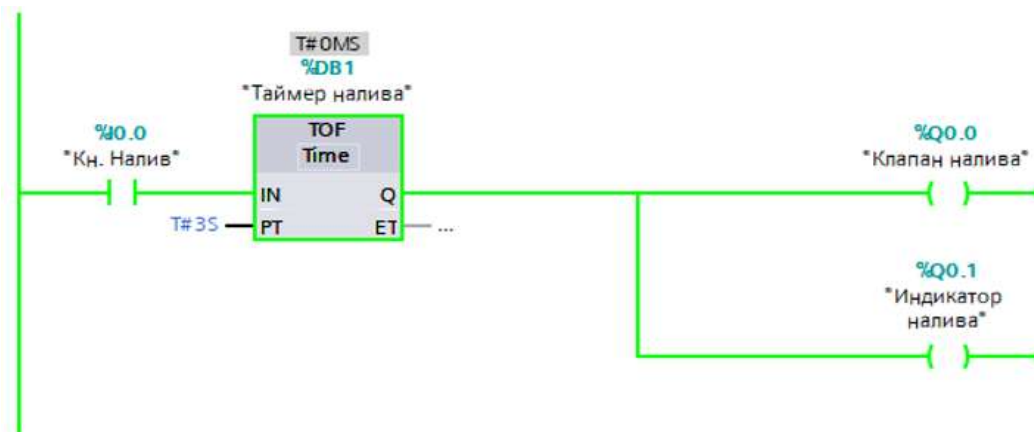 T#0MS
%DB1
"Таймер налива"
%I0.0
"Кн. Налив"
TOF
Time
IN
Q
T#3S
PT
ET
...
%Q0.0
"Клапан налива"
%Q0.1
"Индикатор
налива"